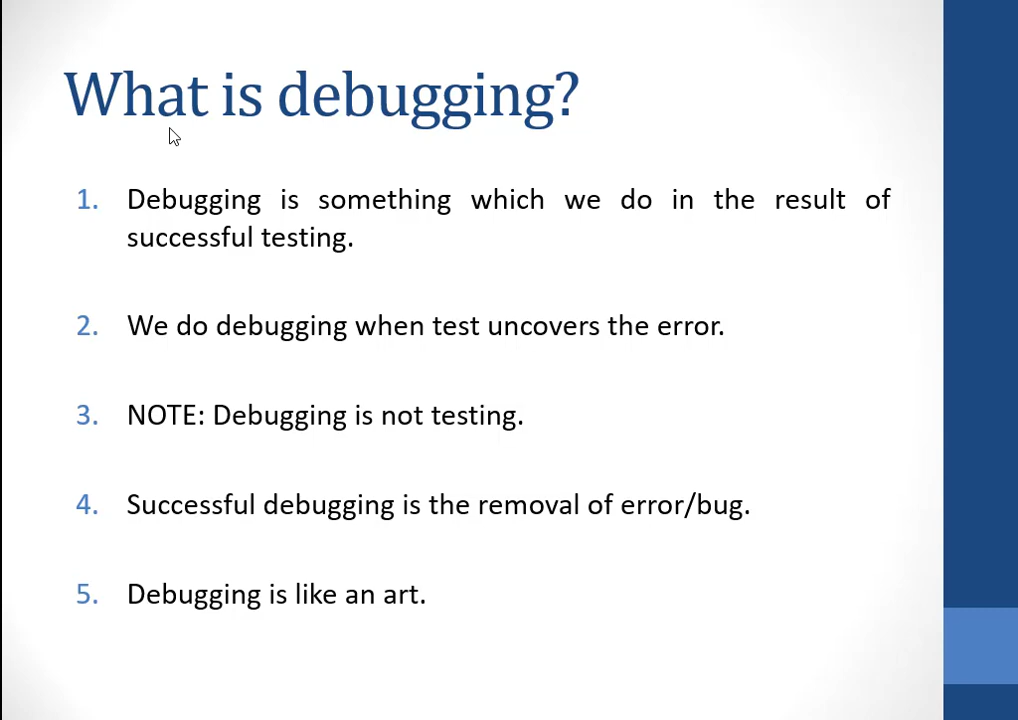 What is debugging?
1. Debugging is something which we do in the result of
successful testing.
2. We do debugging when test uncovers the error.
3. NOTE: Debugging is not testing.
4. Successful debugging is the removal of error/bug.
5. Debugging is like an art.